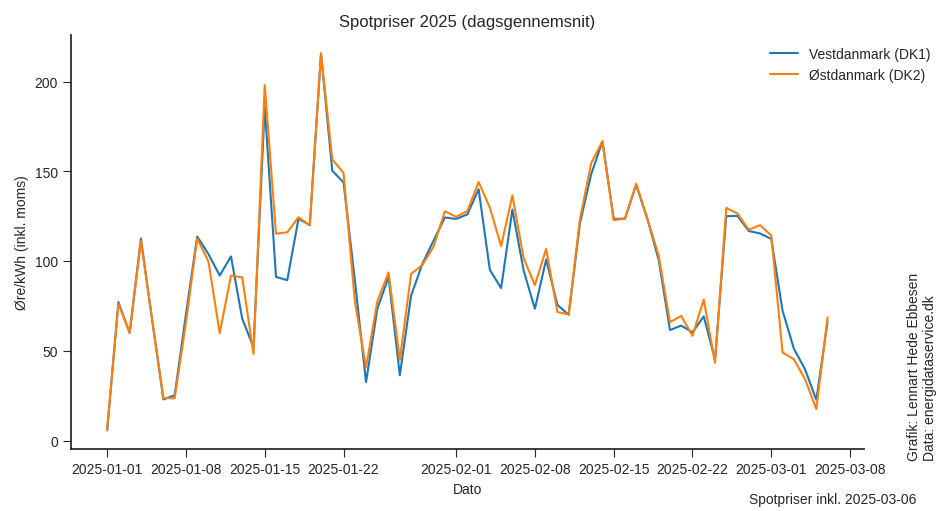 Spotpriser 2025 (dagsgennemsnit)
Vestdanmark (DK1)
Østdanmark (DK2)
Øre/kWh (inkl. moms)
200
150
100
50
0
2025-01-01
2025-01-08
2025-01-15
2025-01-22
2025-02-01
2025-02-08
2025-02-15
2025-02-22
2025-03-01
2025-03-08
Dato
Grafik: Lennart Hede Ebbesen
Data: energidataservice.dk
Spotpriser inkl. 2025-03-06